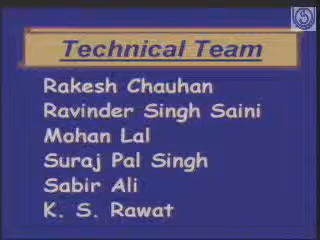 Technical Team
Rakesh Chauhan
Ravinder Singh Saini
Mohan Lal
Suraj Pal Singh
Sabir Ali
K. S. Rawat